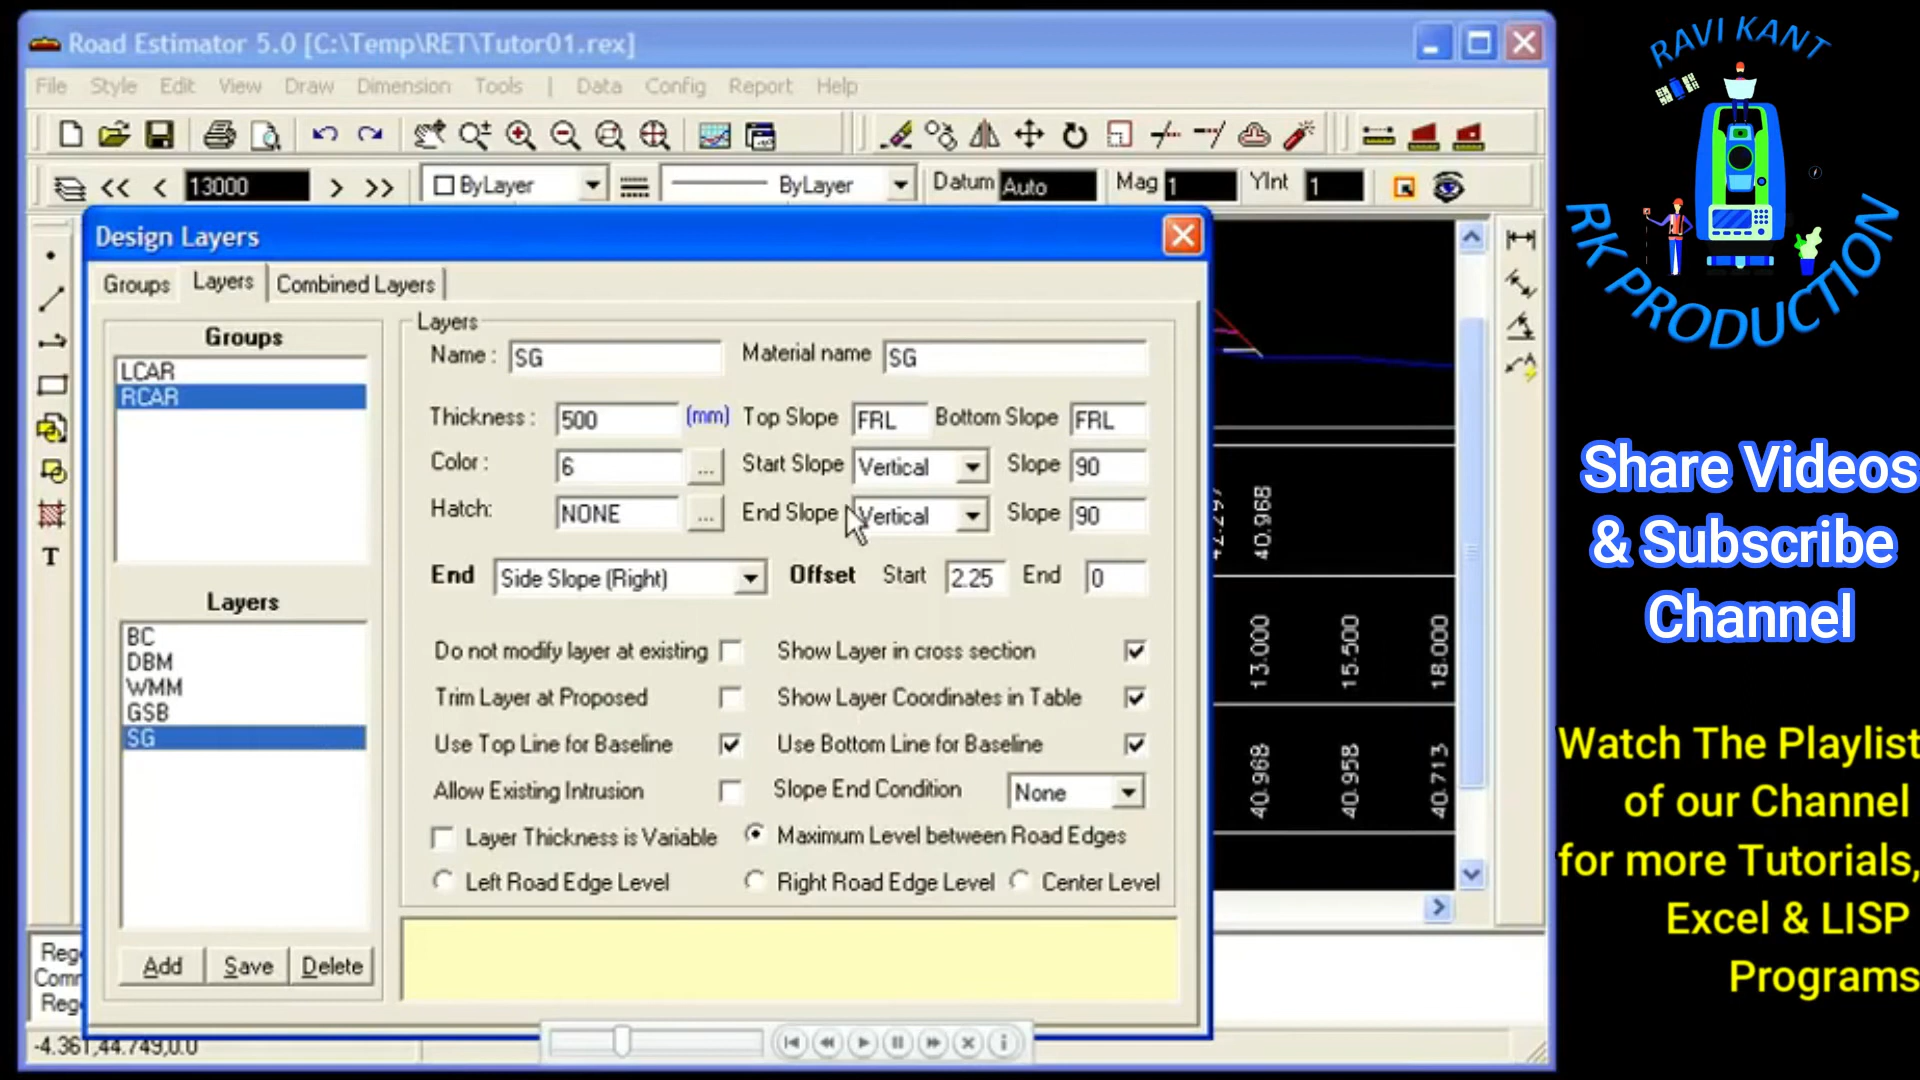 Road Estimator 5.0 [C:\Temp\RET\Tutor01.rex]
File Style Edit View Draw Dimension Tools | Data Config Report Help
<< < 13000 > >> ByLayer ByLayer Datum Auto Mag 1 YInt 1
Design Layers
Groups Layers Combined Layers
Groups
LCAR
RCAR
Layers
BC
DBM
WMM
GSB
SG
Add Save Delete
Layers
Name : SG Material name SG
Thickness : 500 (mm) Top Slope FRL Bottom Slope FRL
Color : 6 ... Start Slope Vertical Slope 90
Hatch: NONE ... End Slope Vertical Slope 90
End Side Slope (Right) Offset Start 2.25 End 0
Do not modify layer at existing Show Layer in cross section
Trim Layer at Proposed Show Layer Coordinates in Table
Use Top Line for Baseline Use Bottom Line for Baseline
Allow Existing Intrusion Slope End Condition None
Layer Thickness is Variable Maximum Level between Road Edges
Left Road Edge Level Right Road Edge Level Center Level
T
40.968
13.000 15.500 18.000
40.968 40.958 40.713
Rege
Comm
Rege
-4.361,44.749,0.0
RAVI KANT
RK PRODUCTION
Share Videos
& Subscribe
Channel
Watch The Playlist
of our Channel
for more Tutorials,
Excel & LISP
Programs